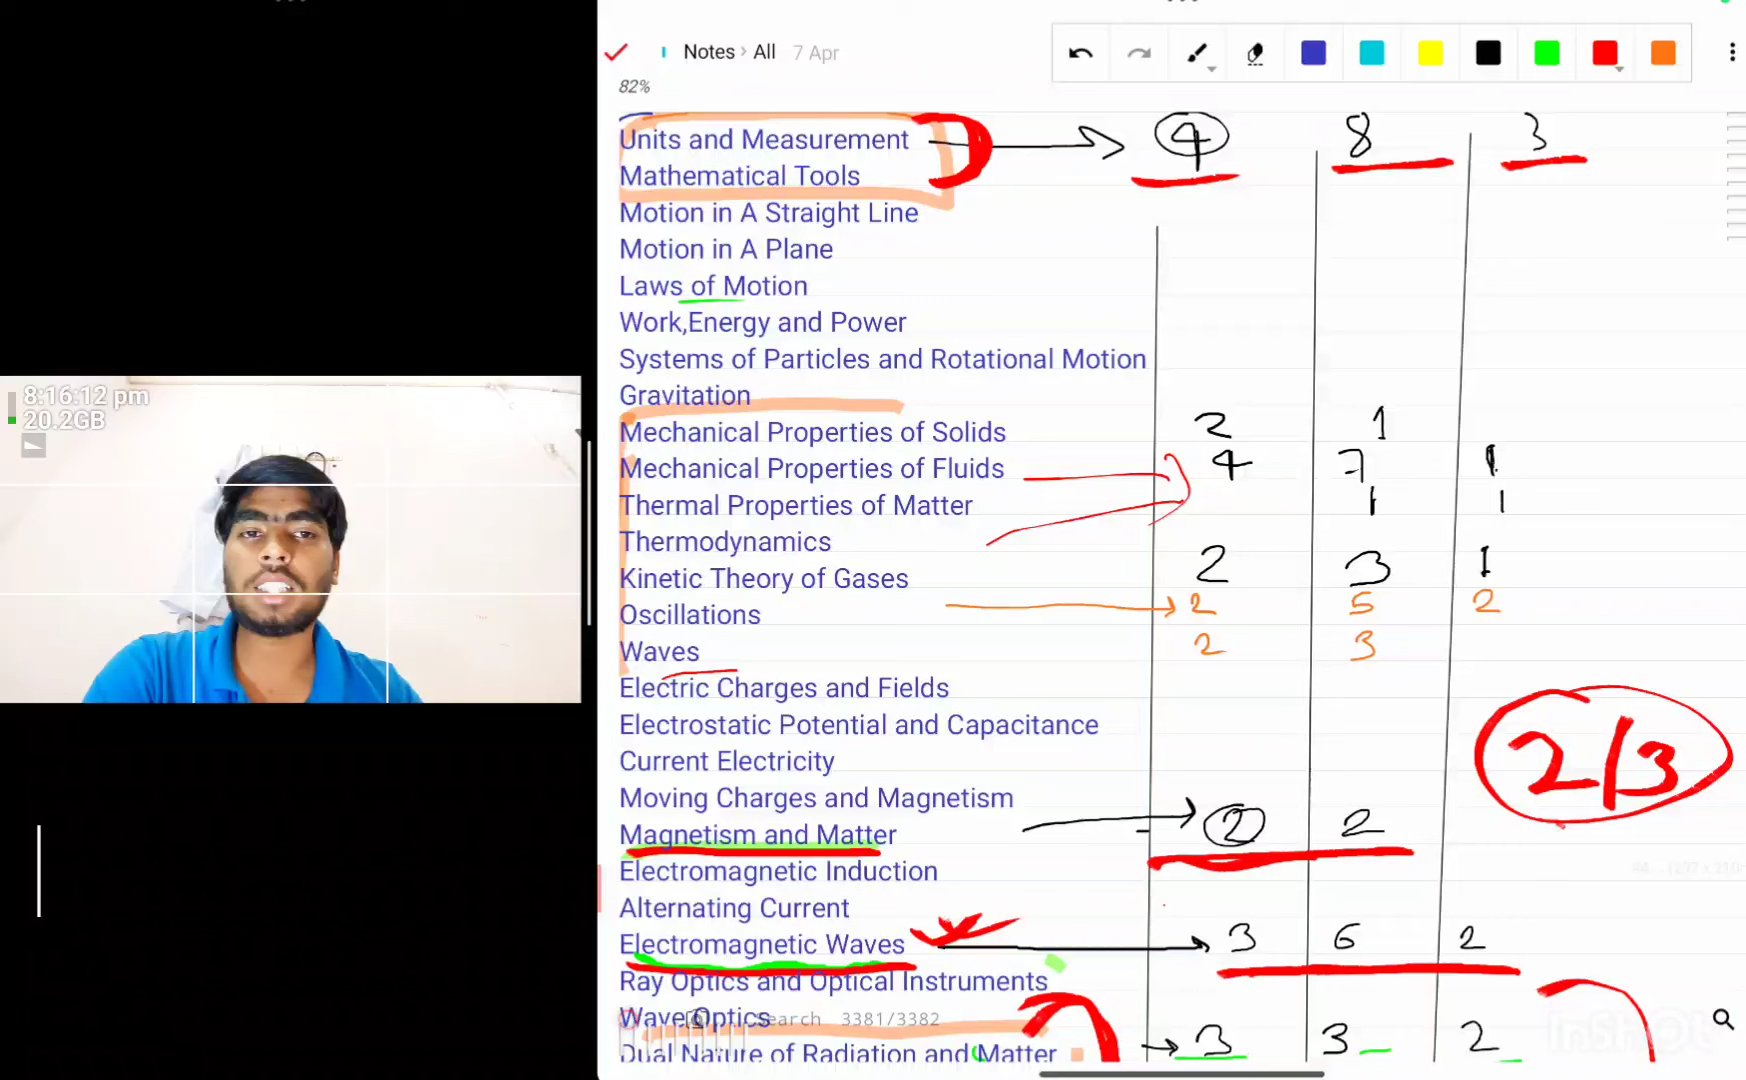 Notes › All 7 Apr
82%
8:16:12 pm
20.2GB
Units and Measurement 4 8 3
Mathematical Tools
Motion in A Straight Line
Motion in A Plane
Laws of Motion
Work,Energy and Power
Systems of Particles and Rotational Motion
Gravitation
Mechanical Properties of Solids 2 1
Mechanical Properties of Fluids 4 7 1
Thermal Properties of Matter 1 1
Thermodynamics
Kinetic Theory of Gases 2 3 1
Oscillations 2 5 2
Waves 2 3
Electric Charges and Fields
Electrostatic Potential and Capacitance
Current Electricity 2/3
Moving Charges and Magnetism
Magnetism and Matter 2 2
Electromagnetic Induction
Alternating Current
Electromagnetic Waves 3 6 2
Ray Optics and Optical Instruments
Wave Optics
Search 3381/3382
Dual Nature of Radiation and Matter 3 3 2
InShOt